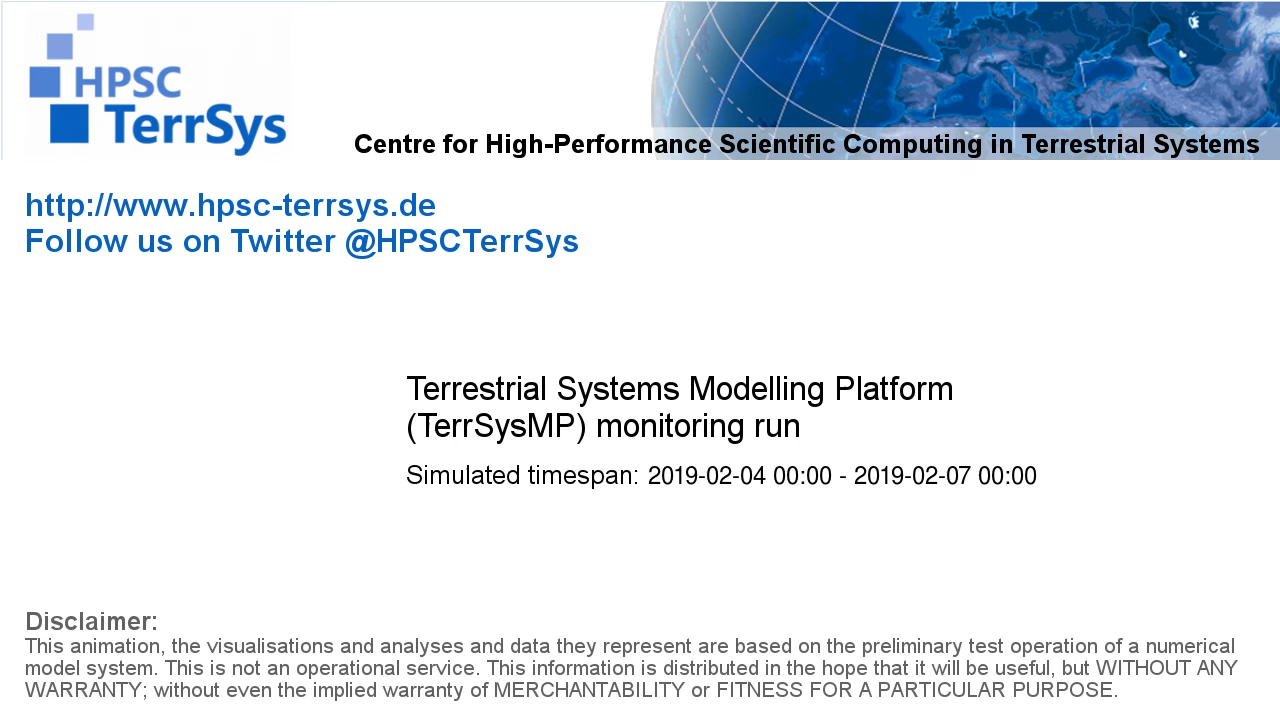 HPSC
TerrSys
Centre for High-Performance Scientific Computing in Terrestrial Systems
http://www.hpsc-terrsys.de
Follow us on Twitter @HPSCTerrSys
Terrestrial Systems Modelling Platform
(TerrSysMP) monitoring run
Simulated timespan: 2019-02-04 00:00 - 2019-02-07 00:00
Disclaimer:
This animation, the visualisations and analyses and data they represent are based on the preliminary test operation of a numerical
model system. This is not an operational service. This information is distributed in the hope that it will be useful, but WITHOUT ANY
WARRANTY; without even the implied warranty of MERCHANTABILITY or FITNESS FOR A PARTICULAR PURPOSE.